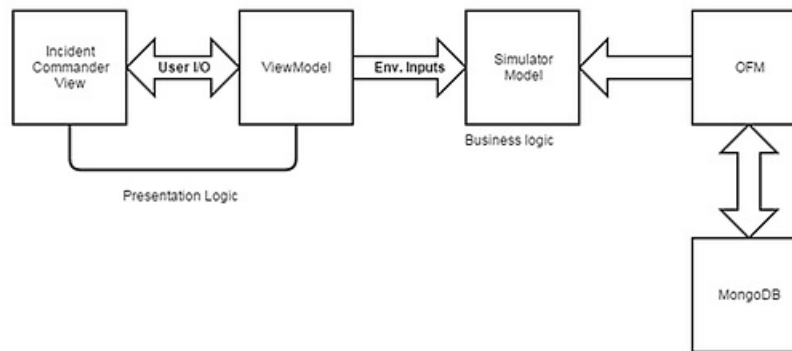 Incident
Commander
View
User I/O
ViewModel
Env. Inputs
Simulator
Model
OFM
Business logic
Presentation Logic
MongoDB